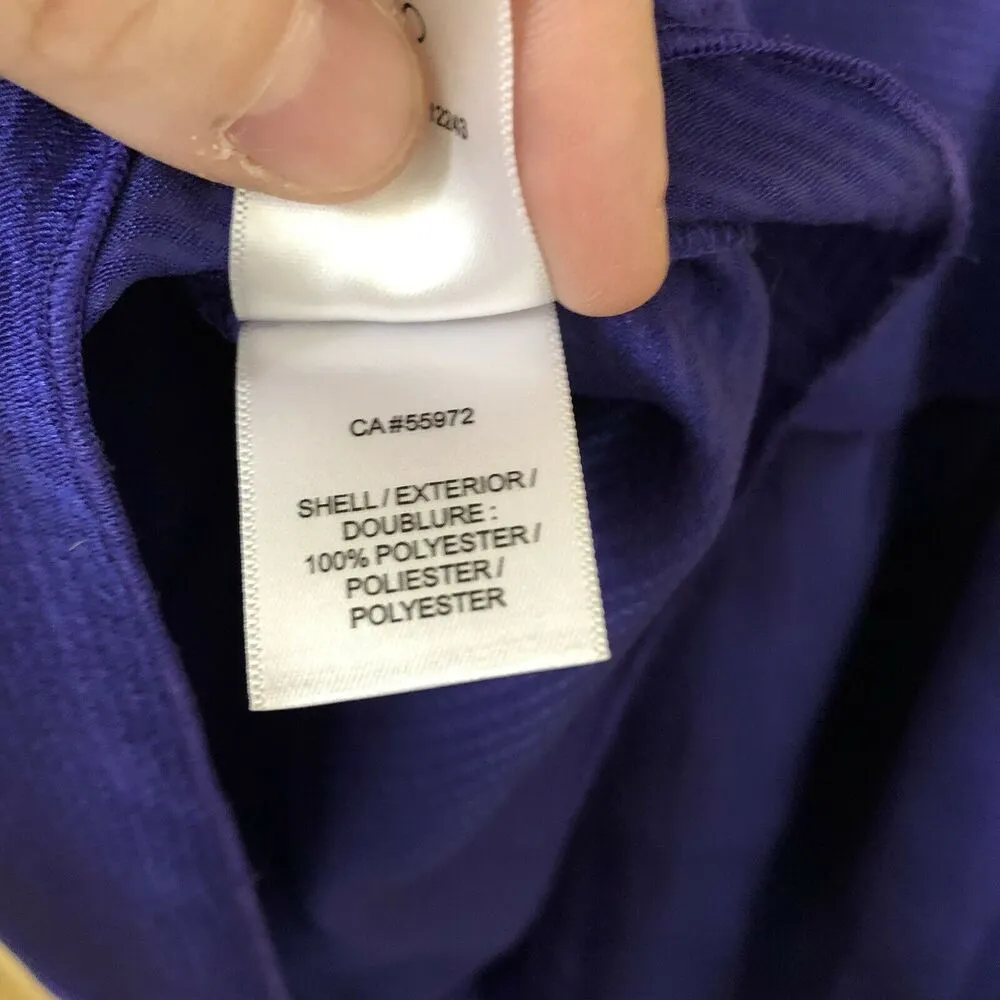 CA#55972
SHELL / EXTERIOR /
DOUBLURE :
100% POLYESTER /
POLIESTER /
POLYESTER